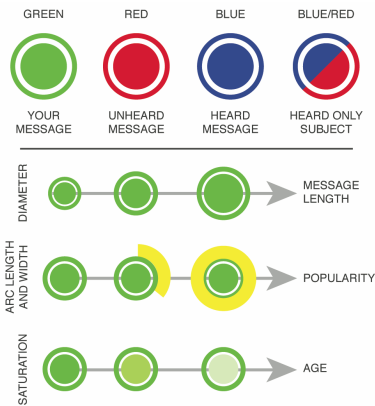 GREEN
RED
BLUE
BLUE/RED
YOUR
MESSAGE
UNHEARD
MESSAGE
HEARD
MESSAGE
HEARD ONLY
SUBJECT
DIAMETER
MESSAGE
LENGTH
ARC LENGTH
AND WIDTH
POPULARITY
SATURATION
AGE